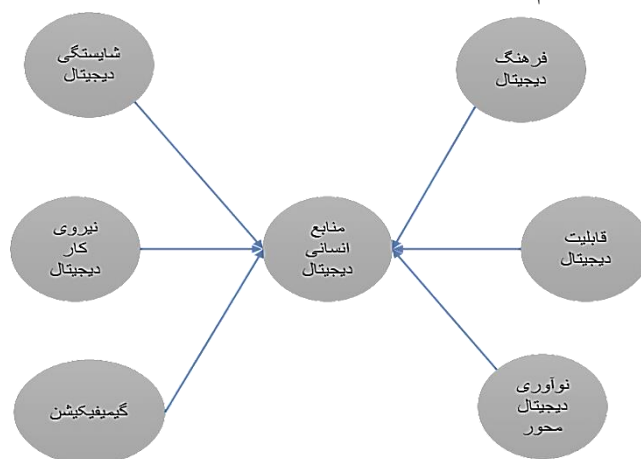 فرهنگ
دیجیتال
شایستگی
دیجیتال
قابلیت
دیجیتال
منابع
انسانی
دیجیتال
نیروی
کار
دیجیتال
نوآوری
دیجیتال
محور
گیمیفیکیشن